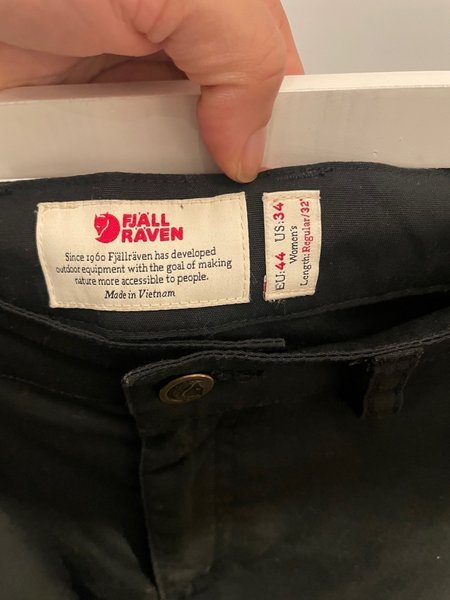 FJÄLL
RÄVEN
Since 1960 Fjällräven has developed
outdoor equipment with the goal of making
nature more accessible to people.
Made in Vietnam
EU:44 US:34
Women's
Length:Regular/32"